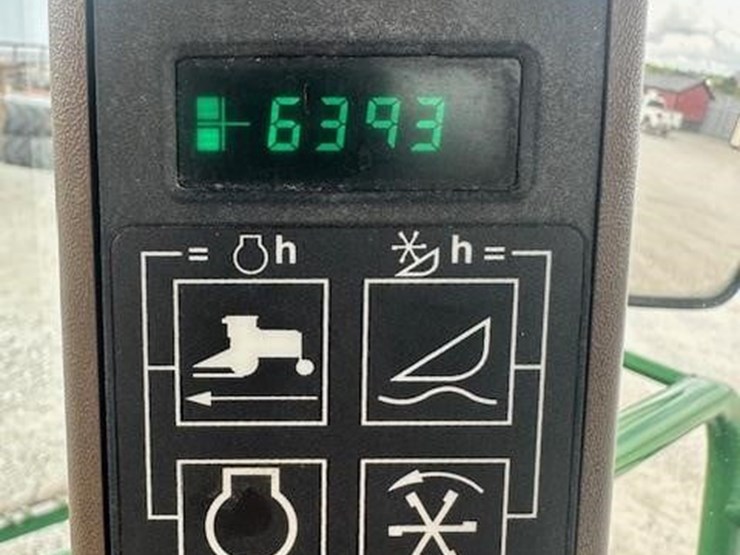 6393
= h h =